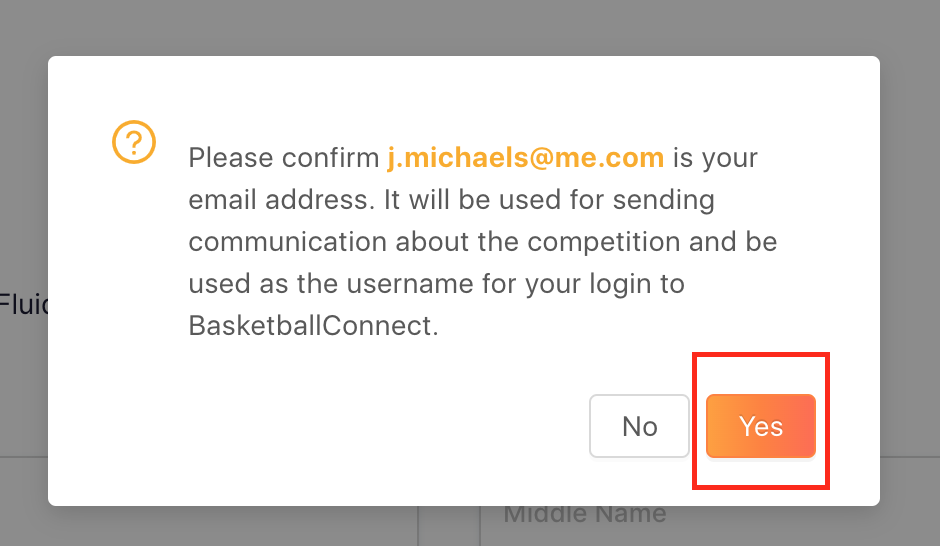 Please confirm j.michaels@me.com is your
email address. It will be used for sending
communication about the competition and be
used as the username for your login to
BasketballConnect.
No
Yes
Middle Name